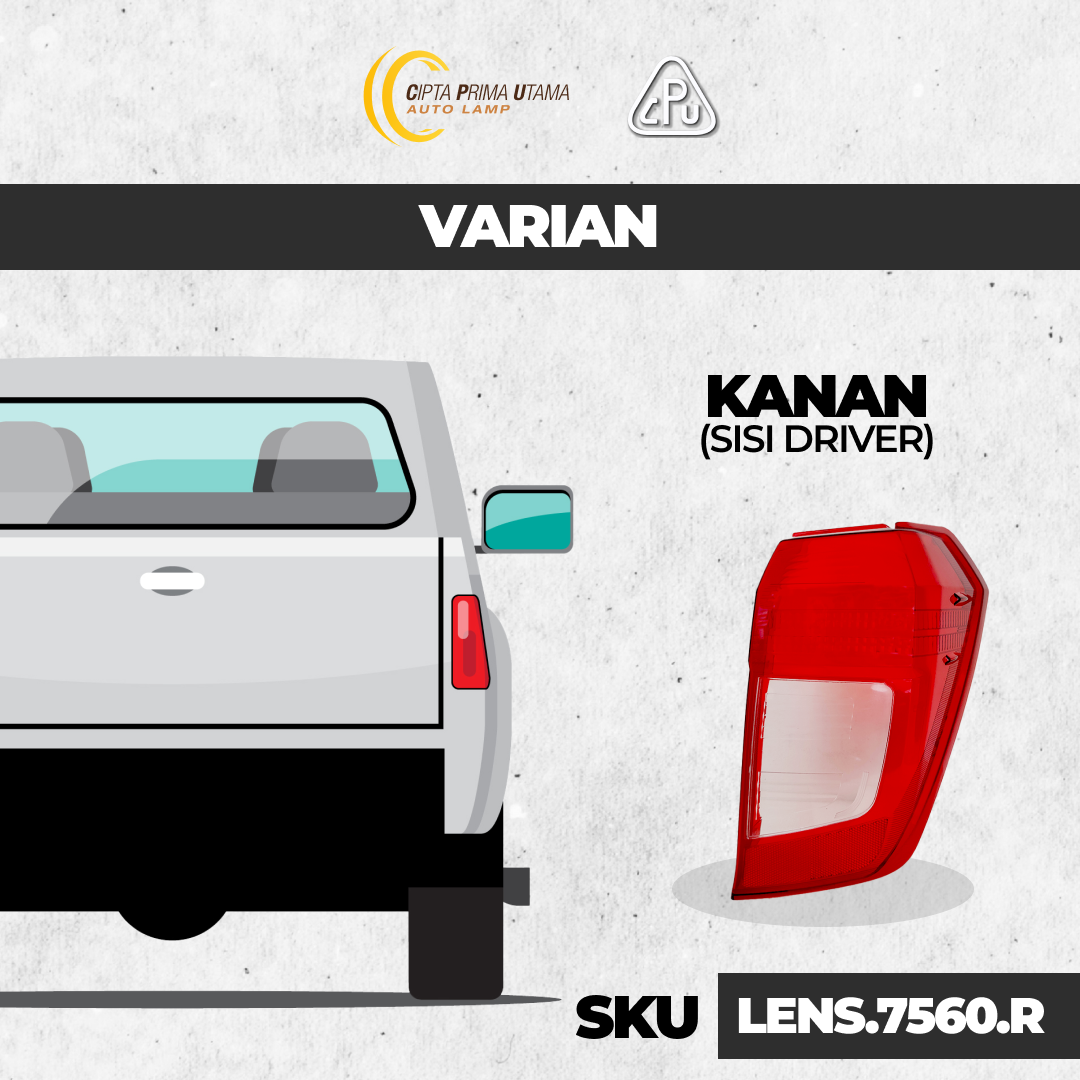 CIPTA PRIMA UTAMA
AUTO LAMP
CPU
VARIAN
KANAN
(SISI DRIVER)
SKU
LENS.7560.R